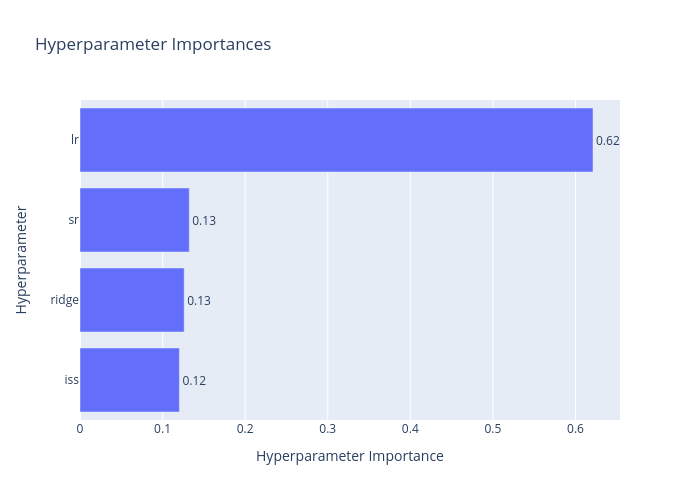 Hyperparameter Importances
lr
0.62
sr
0.13
ridge
0.13
iss
0.12
Hyperparameter
0 0.1 0.2 0.3 0.4 0.5 0.6
Hyperparameter Importance